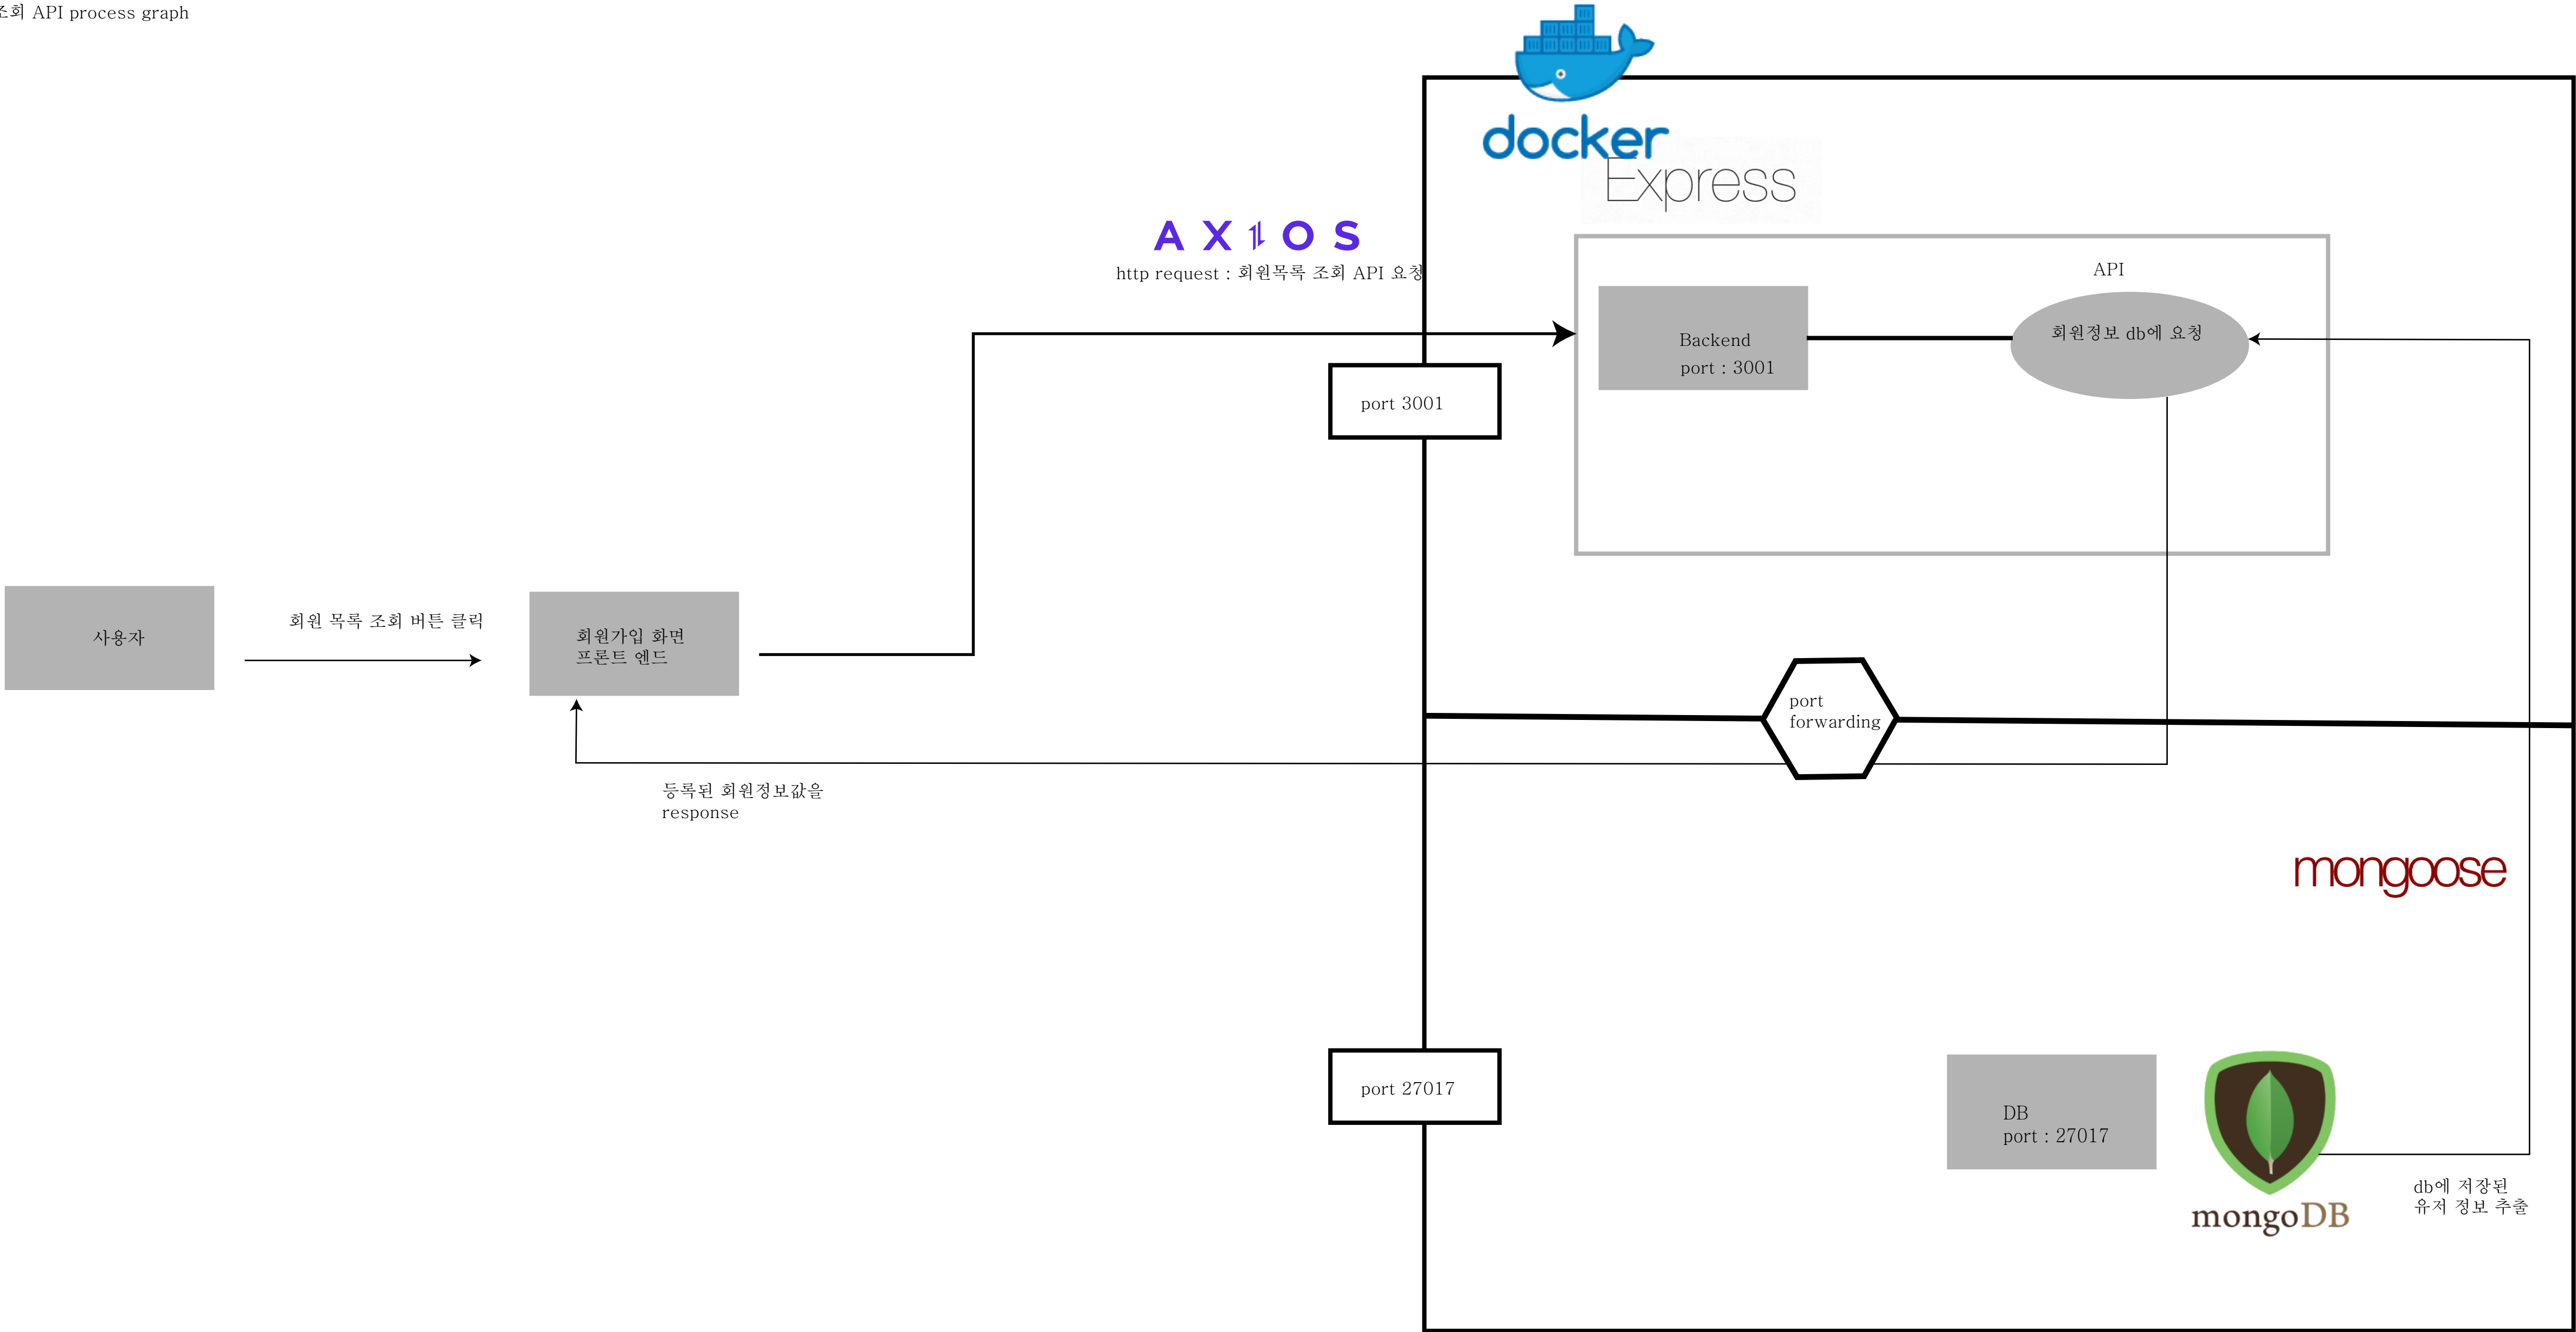 조회 API process graph
docker
Express
AXIOS
http request : 회원목록 조회 API 요청
API
회원정보 db에 요청
Backend
port : 3001
port 3001
사용자
회원 목록 조회 버튼 클릭
회원가입 화면
프론트 엔드
port
forwarding
등록된 회원정보값을
response
mongoose
port 27017
DB
port : 27017
mongoDB
db에 저장된
유저 정보 추출